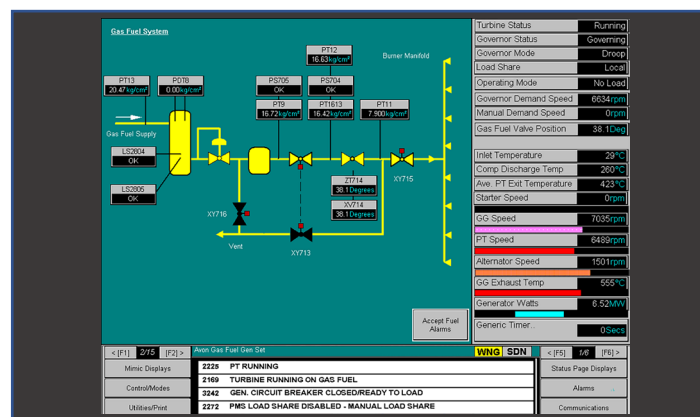 Gas Fuel System
PT12
16.63kg/cm²
Burner Manifold
PT13
20.47kg/cm²
PDT8
0.00kg/cm²
PS705
OK
PS704
OK
PT9
16.72kg/cm²
PT1613
16.42kg/cm²
PT11
7.900kg/cm²
Gas Fuel Supply
LS2804
OK
LS2805
OK
ZT714
38.1Degrees
XV714
38.1Degrees
XY715
XY716
Vent
XY713
Accept Fuel
Alarms
Turbine Status Running
Governor Status Governing
Governor Mode Droop
Load Share Local
Operating Mode No Load
Governor Demand Speed 6634rpm
Manual Demand Speed 0rpm
Gas Fuel Valve Position 38.1Deg
Inlet Temperature 29°C
Comp Discharge Temp 260°C
Ave. PT Exit Temperature 423°C
Starter Speed 0rpm
GG Speed 7035rpm
PT Speed 6489rpm
Alternator Speed 1501rpm
GG Exhaust Temp 555°C
Generator Watts 6.52MW
Generic Timer.. 0Secs
< [F1] 2/15 [F2] >
Avon Gas Fuel Gen Set
WNG SDN
< [F5] 1/6 [F6] >
Mimic Displays
Control/Modes
Utilities/Print
2225 PT RUNNING
2169 TURBINE RUNNING ON GAS FUEL
3242 GEN. CIRCUIT BREAKER CLOSED/READY TO LOAD
2272 PMS LOAD SHARE DISABLED - MANUAL LOAD SHARE
Status Page Displays
Alarms
Communications